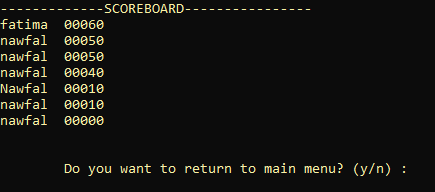 -------------SCOREBOARD----------------
fatima  00060
nawfal  00050
nawfal  00050
nawfal  00040
Nawfal  00010
nawfal  00010
nawfal  00000
Do you want to return to main menu? (y/n) :